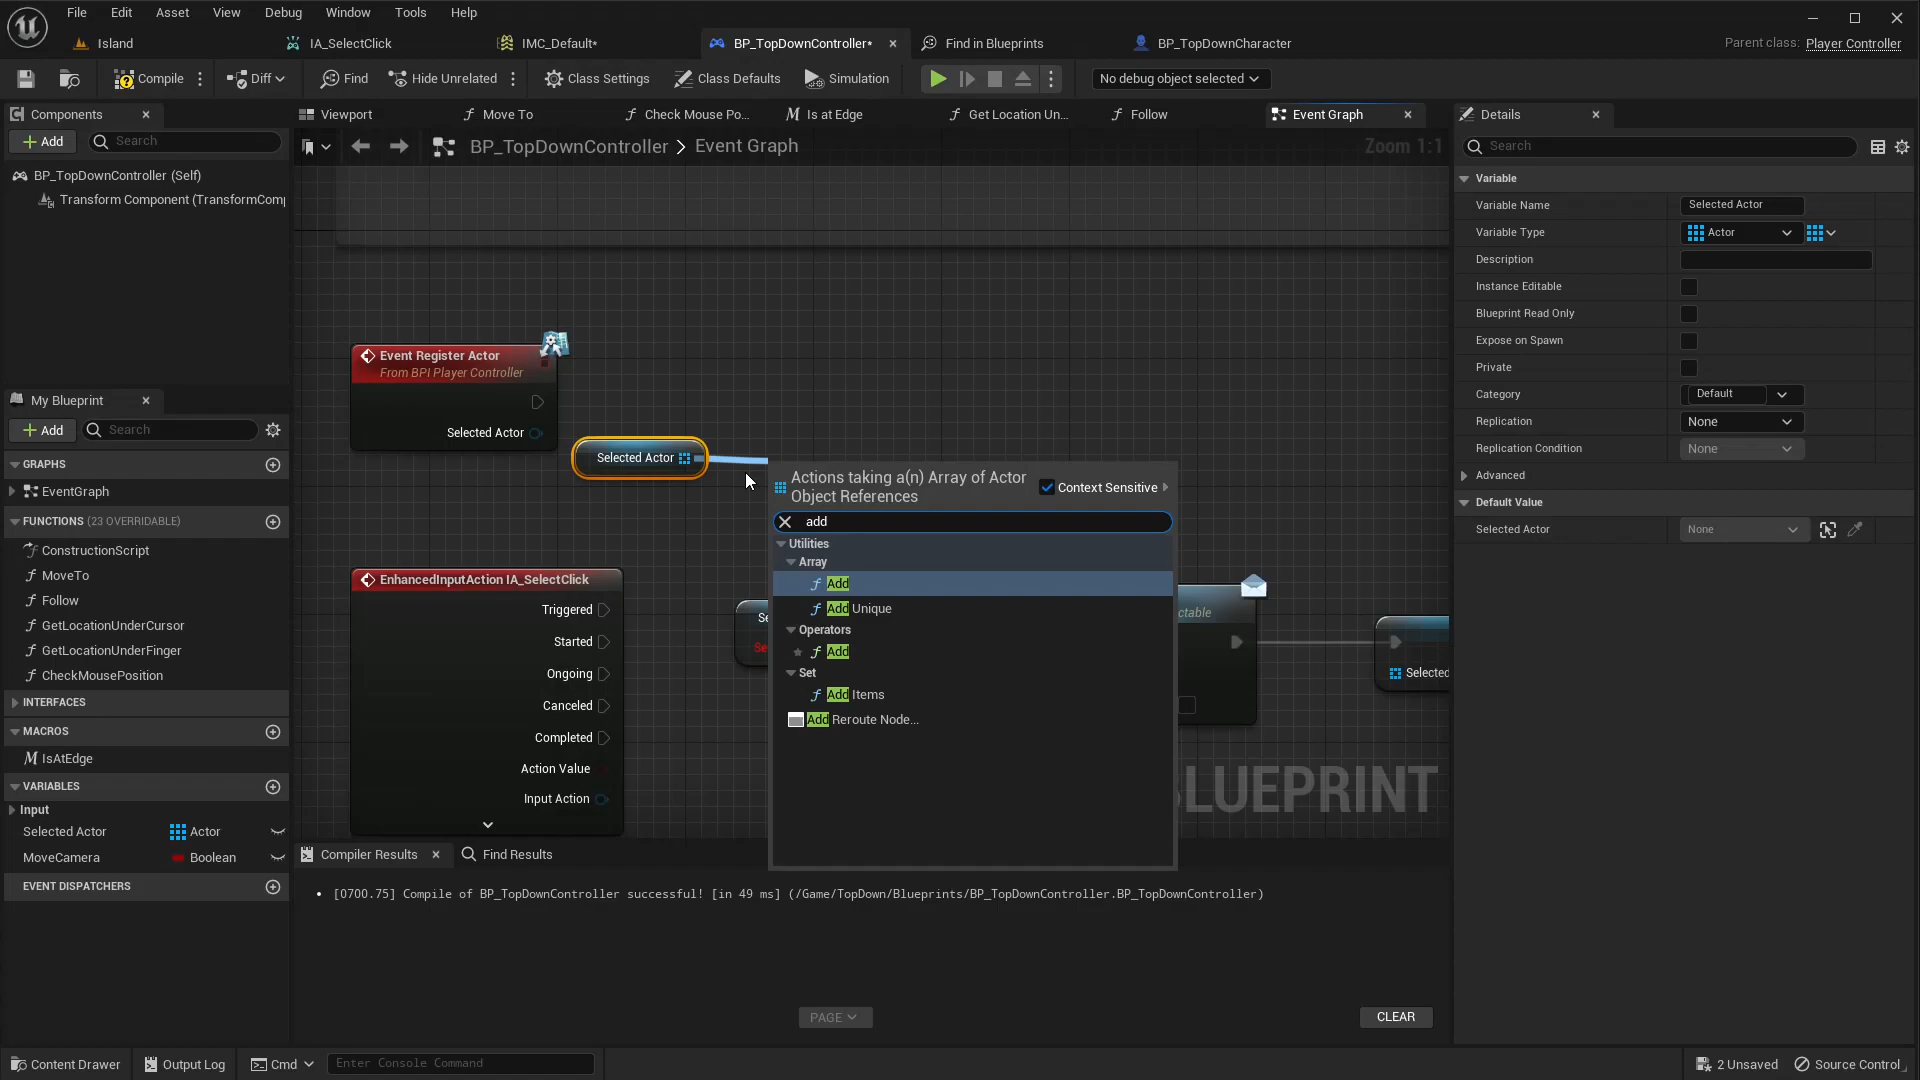 File Edit Asset View Debug Window Tools Help
Island IA_SelectClick IMC_Default* BP_TopDownController* Find in Blueprints BP_TopDownCharacter Parent class: Player Controller
Compile Diff Find Hide Unrelated Class Settings Class Defaults Simulation No debug object selected
Components Viewport Move To Check Mouse Po... Is at Edge Get Location Un... Follow Event Graph Details
Add Search BP_TopDownController > Event Graph Zoom 1:1 Search
BP_TopDownController (Self)
Transform Component (TransformComp
Variable
Variable Name Selected Actor
Variable Type Actor
Description
Instance Editable
Blueprint Read Only
Expose on Spawn
Private
Category Default
Replication None
Replication Condition None
Advanced
Default Value
Selected Actor None
Event Register Actor
From BPI Player Controller
Selected Actor
Selected Actor
EnhancedInputAction IA_SelectClick
Triggered
Started
Ongoing
Canceled
Completed
Action Value
Input Action
Se
Se
ctable
Selected
BLUEPRINT
Actions taking a(n) Array of Actor
Object References
Context Sensitive
add
Utilities
Array
Add
Add Unique
Operators
Add
Set
Add Items
Add Reroute Node...
My Blueprint
Add Search
GRAPHS
EventGraph
FUNCTIONS (23 OVERRIDABLE)
ConstructionScript
MoveTo
Follow
GetLocationUnderCursor
GetLocationUnderFinger
CheckMousePosition
INTERFACES
MACROS
IsAtEdge
VARIABLES
Input
Selected Actor Actor
MoveCamera Boolean
EVENT DISPATCHERS
Compiler Results Find Results
[0700.75] Compile of BP_TopDownController successful! [in 49 ms] (/Game/TopDown/Blueprints/BP_TopDownController.BP_TopDownController)
PAGE CLEAR
Content Drawer Output Log Cmd Enter Console Command 2 Unsaved Source Control